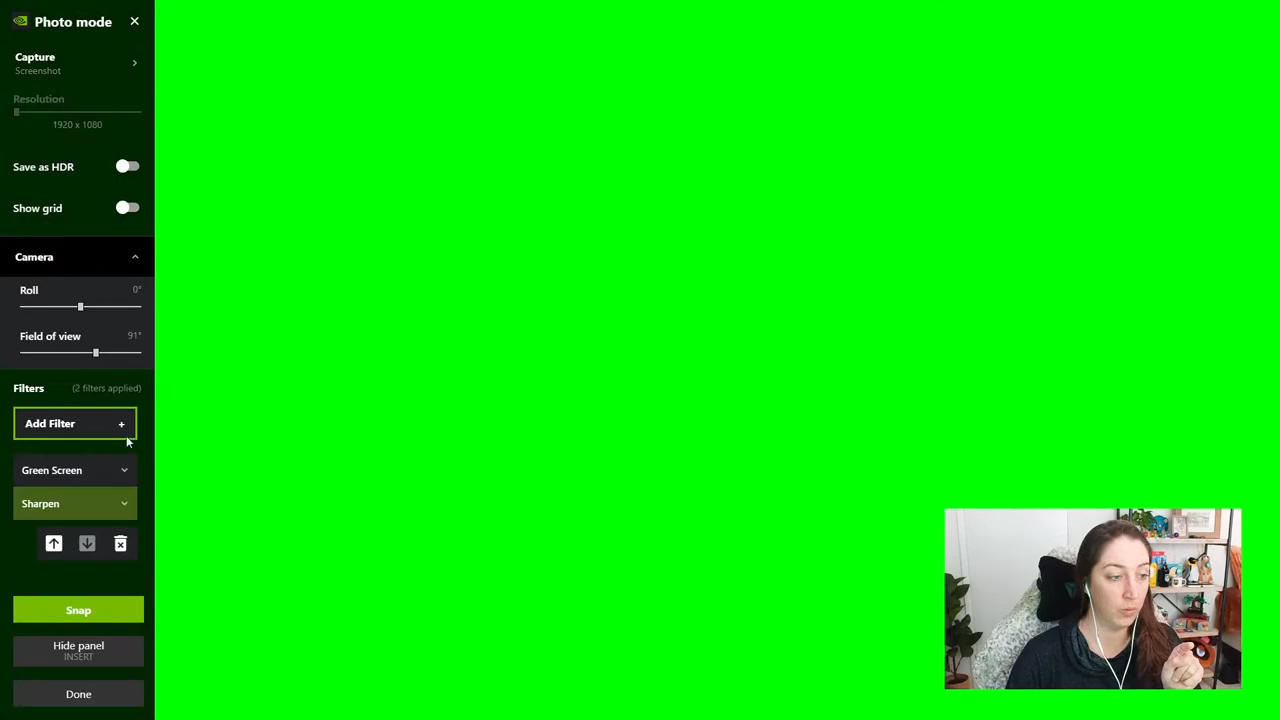 Photo mode
Capture
Screenshot
Resolution
1920 x 1080
Save as HDR
Show grid
Camera
Roll 0°
Field of view 91°
Filters (2 filters applied)
Add Filter +
Green Screen
Sharpen
Snap
Hide panel
INSERT
Done